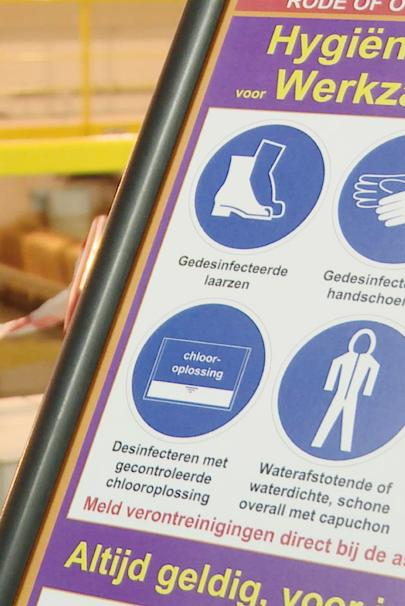 RODE OF O
Hygiën
voor Werkza
Gedesinfecteerde
laarzen
Gedesinfect
handschoe
chloor-
oplossing
Desinfecteren met
gecontroleerde
chlooroplossing
Waterafstotende of
waterdichte, schone
overall met capuchon
Meld verontreinigingen direct bij de a
Altijd geldig, voor i